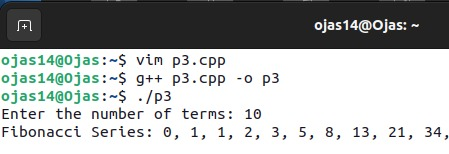 ojas14@Ojas: ~
ojas14@Ojas:~$ vim p3.cpp
ojas14@Ojas:~$ g++ p3.cpp -o p3
ojas14@Ojas:~$ ./p3
Enter the number of terms: 10
Fibonacci Series: 0, 1, 1, 2, 3, 5, 8, 13, 21, 34,